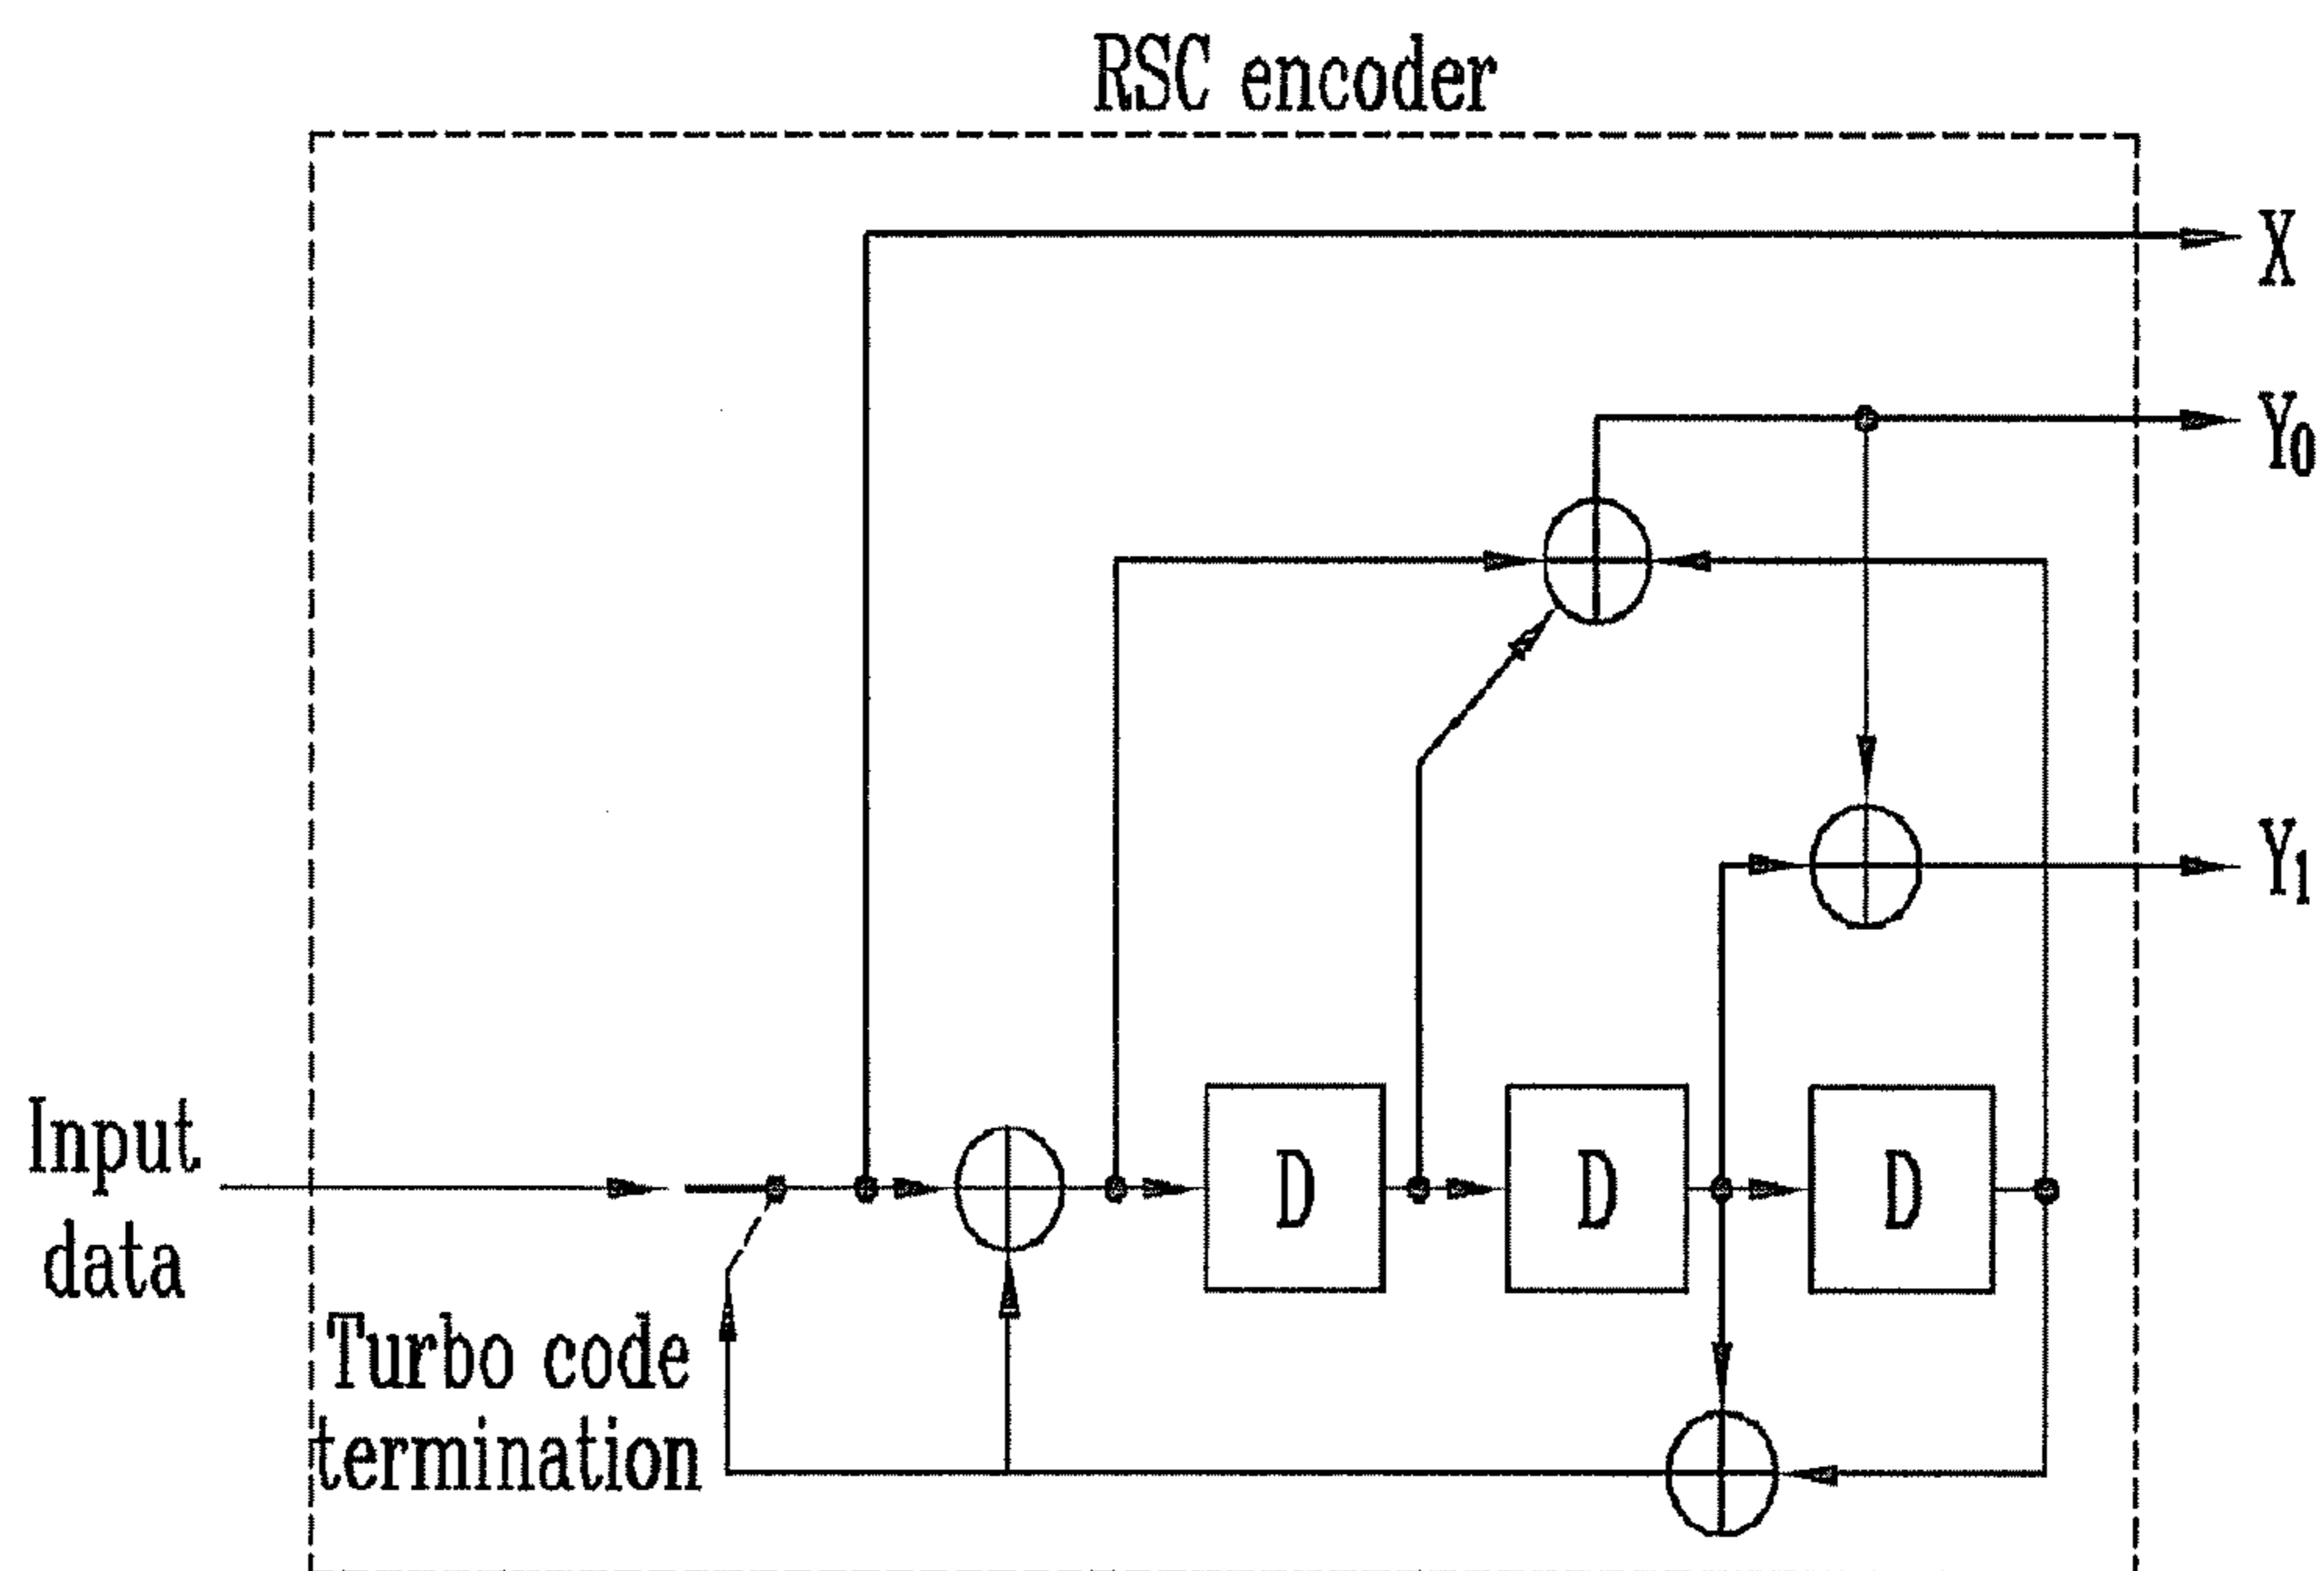 RSC encoder
X
Y0
Y1
Input
data
D
D
D
Turbo code
termination